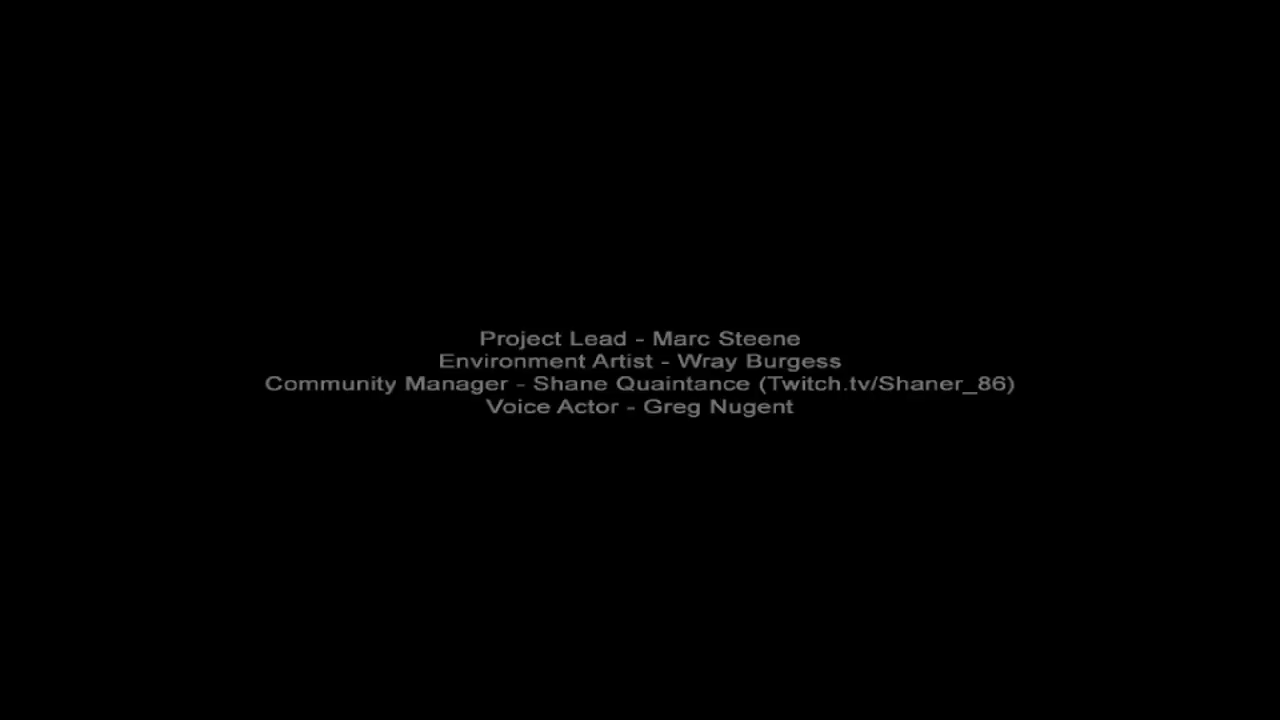 Project Lead - Marc Steene
Environment Artist - Wray Burgess
Community Manager - Shane Quaintance (Twitch.tv/Shaner_86)
Voice Actor - Greg Nugent